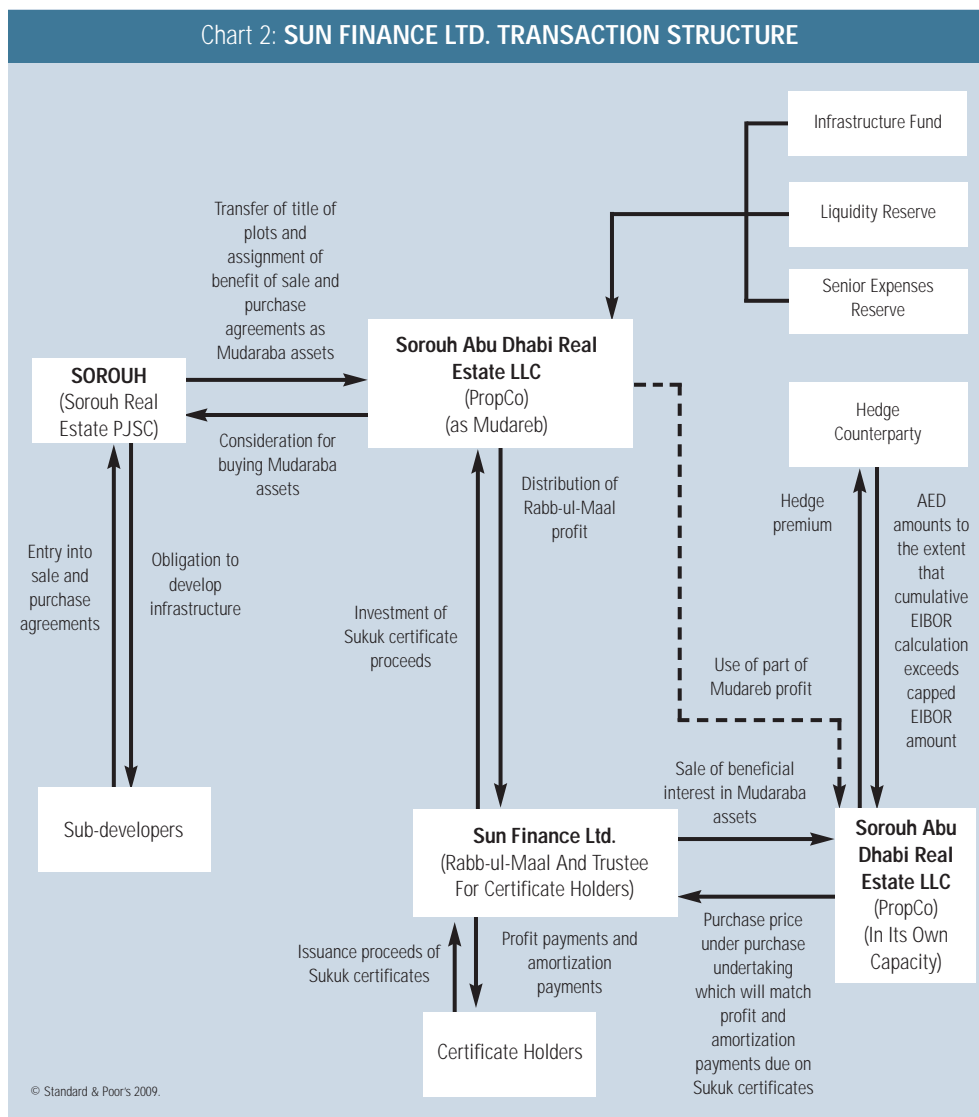 Chart 2: SUN FINANCE LTD. TRANSACTION STRUCTURE
Infrastructure Fund
Liquidity Reserve
Senior Expenses
Reserve
Transfer of title of
plots and
assignment of
benefit of sale and
purchase
agreements as
Mudaraba assets
SOROUH
(Sorouh Real
Estate PJSC)
Sorouh Abu Dhabi Real
Estate LLC
(PropCo)
(as Mudareb)
Consideration for
buying Mudaraba
assets
Hedge
Counterparty
Entry into
sale and
purchase
agreements
Obligation to
develop
infrastructure
Distribution of
Rabb-ul-Maal
profit
Investment of
Sukuk certificate
proceeds
Hedge
premium
AED
amounts to
the extent
that
cumulative
EIBOR
calculation
exceeds
capped
EIBOR
amount
Use of part of
Mudareb profit
Sub-developers
Sale of beneficial
interest in Mudaraba
assets
Sun Finance Ltd.
(Rabb-ul-Maal And Trustee
For Certificate Holders)
Sorouh Abu
Dhabi Real
Estate LLC
(PropCo)
(In Its Own
Capacity)
Issuance proceeds of
Sukuk certificates
Profit payments and
amortization
payments
Purchase price
under purchase
undertaking
which will match
profit and
amortization
payments due on
Sukuk certificates
Certificate Holders
© Standard & Poor's 2009.